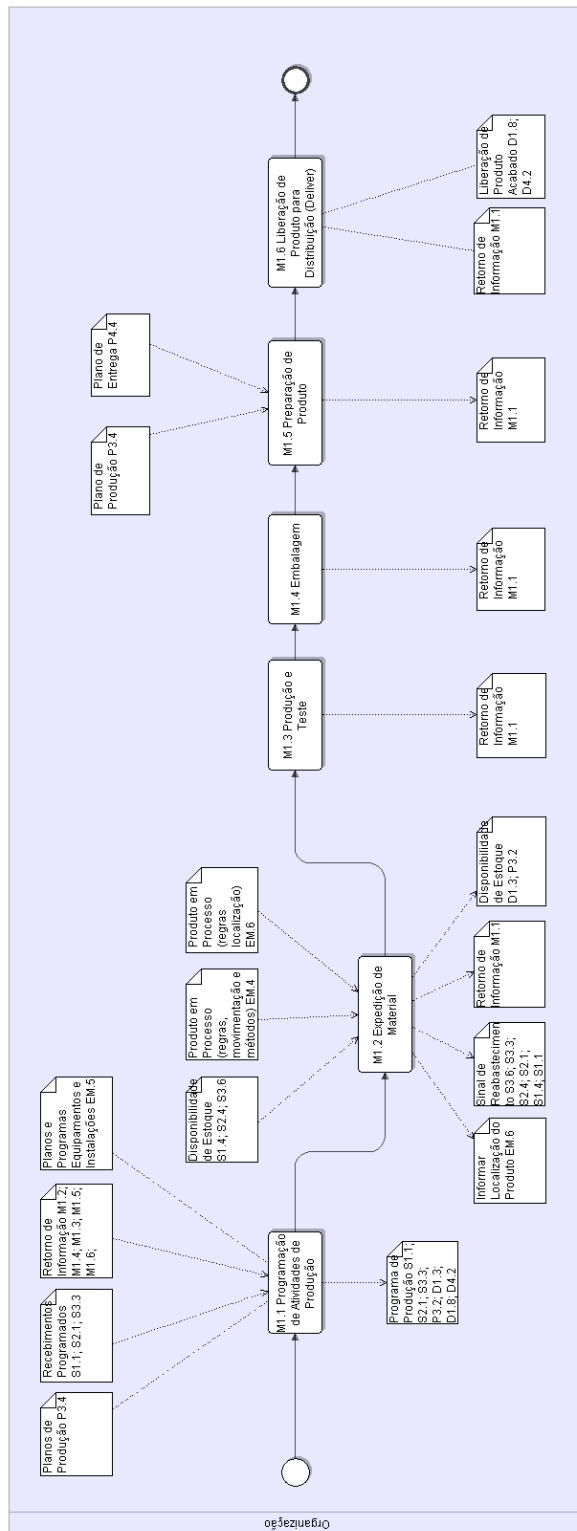 Organização
Planos de
Produção P3.4
Recebimentos
Programados
S1.1; S2.1; S3.3
Retorno de
Informação M1.2;
M1.4; M1.3; M1.5;
M1.6;
Planos e
Programas
Equipamentos e
Instalações EM.5
M1.1 Programação
de Atividades de
Produção
Programa de
Produção S1.1;
S2.1; S3.3;
P3.2; D1.3;
D1.8; D4.2
Disponibilidade
de Estoque
S1.4; S2.4; S3.6
Produto em
Processo
(regras,
movimentação e
métodos) EM.4
Produto em
Processo
(regras
localização)
EM.6
M1.2 Expedição de
Material
Informar
Localização do
Produto EM.6
Sinal de
Reabastecimen
to S3.6; S3.3;
S2.4; S2.1;
S1.4; S1.1
Retorno de
Informação M1.1
Disponibilidade
de Estoque
D1.3; P3.2
M1.3 Produção e
Teste
Retorno de
Informação
M1.1
M1.4 Embalagem
Retorno de
Informação
M1.1
Plano de
Produção P3.4
Plano de
Entrega P4.4
M1.5 Preparação de
Produto
Retorno de
Informação
M1.1
M1.6 Liberação de
Produto para
Distribuição (Deliver)
Retorno de
Informação M1.1
Liberação de
Produto
Acabado D1.8;
D4.2